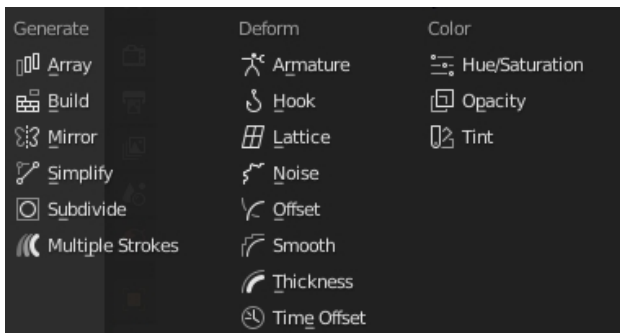 Generate
Array
Build
Mirror
Simplify
Subdivide
Multiple Strokes
Deform
Armature
Hook
Lattice
Noise
Offset
Smooth
Thickness
Time Offset
Color
Hue/Saturation
Opacity
Tint